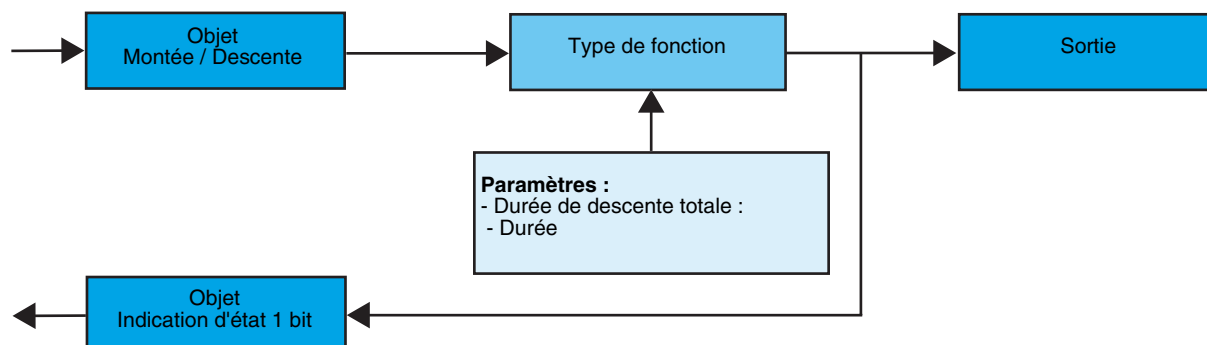 Objet
Montée / Descente
Type de fonction
Sortie
Paramètres :
- Durée de descente totale :
- Durée
Objet
Indication d'état 1 bit